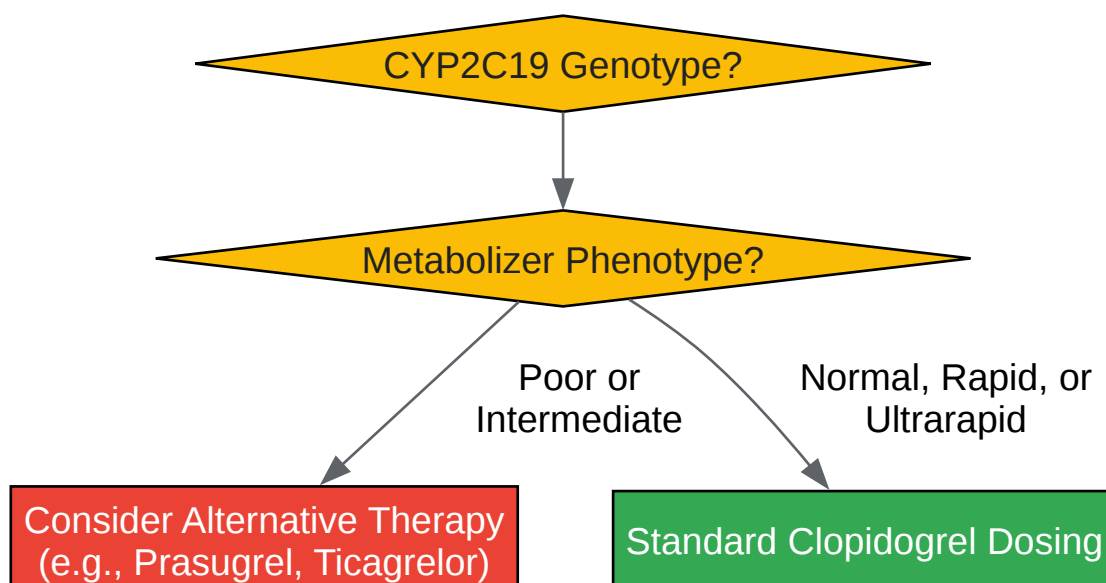 CYP2C19 Genotype?
Metabolizer Phenotype?
Poor or
Intermediate
Normal, Rapid, or
Ultrarapid
Consider Alternative Therapy
(e.g., Prasugrel, Ticagrelor)
Standard Clopidogrel Dosing